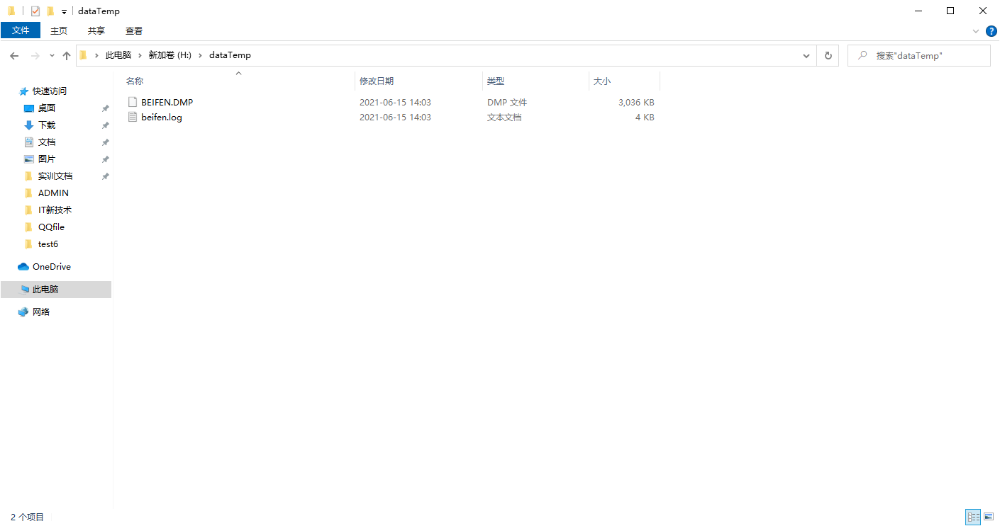 dataTemp
文件 主页 共享 查看
?
此电脑 新加卷 (H:) dataTemp
搜索"dataTemp"
名称 修改日期 类型 大小
BEIFEN.DMP 2021-06-15 14:03 DMP 文件 3,036 KB
beifen.log 2021-06-15 14:03 文本文档 4 KB
快速访问
桌面
下载
文档
图片
实训文档
ADMIN
IT新技术
QQfile
test6
OneDrive
此电脑
网络
2 个项目